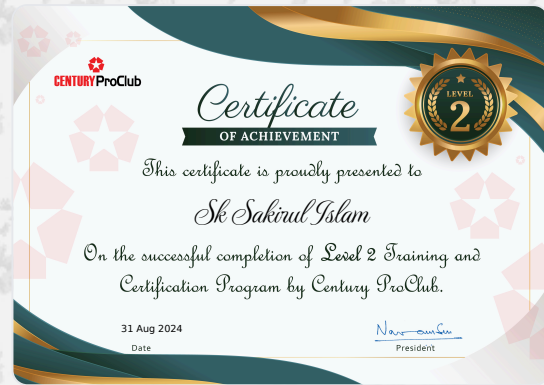 CENTURY ProClub
Certificate
OF ACHIEVEMENT
LEVEL
2
This certificate is proudly presented to
Sk Sakirul Islam
On the successful completion of Level 2 Training and
Certification Program by Century ProClub.
31 Aug 2024
Date
President